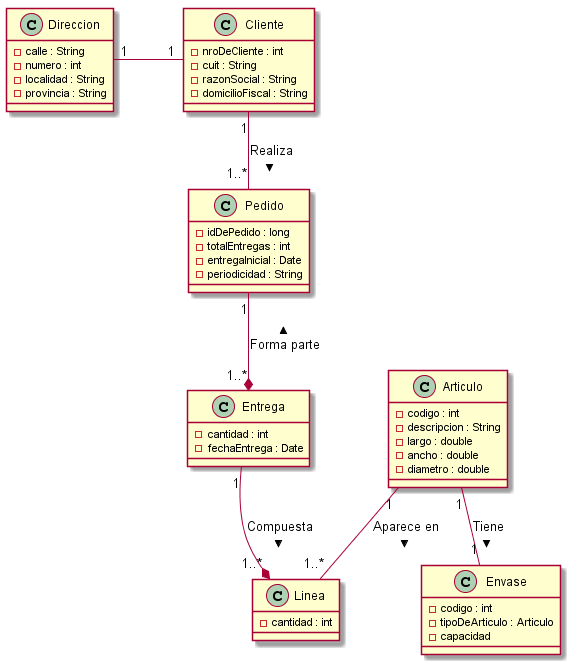 C Direccion
calle : String
numero : int
localidad : String
provincia : String
1 1
C Cliente
nroDeCliente : int
cuit : String
razonSocial : String
domicilioFiscal : String
1
Realiza
▼
1..*
C Pedido
idDePedido : long
totalEntregas : int
entregaInicial : Date
periodicidad : String
1
▲
Forma parte
1..*
C Entrega
cantidad : int
fechaEntrega : Date
C Articulo
codigo : int
descripcion : String
largo : double
ancho : double
diametro : double
1
Compuesta
▼
1..*
1
Aparece en
▼
1..*
1
Tiene
▼
1
C Linea
cantidad : int
C Envase
codigo : int
tipoDeArticulo : Articulo
capacidad